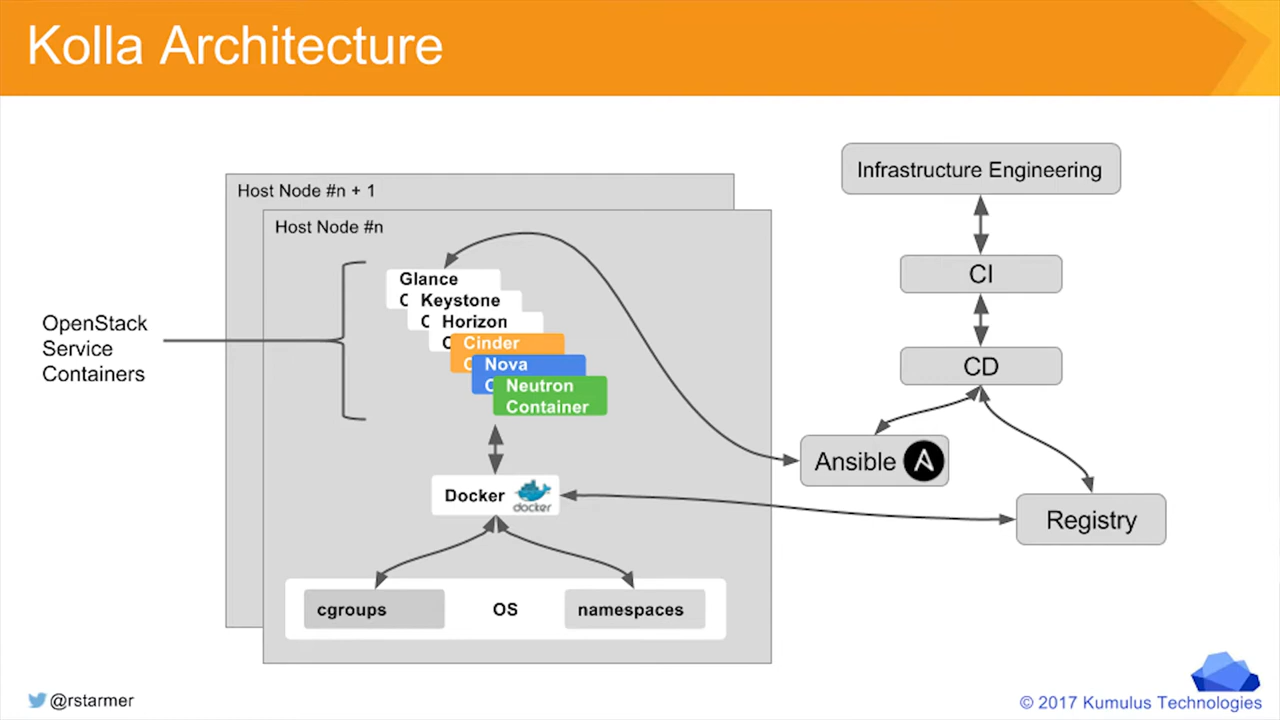 Kolla Architecture
Host Node #n + 1
Host Node #n
OpenStack
Service
Containers
Glance
C
Keystone
C
Horizon
C
Cinder
C
Nova
C
Neutron
Container
Docker
docker
cgroups
OS
namespaces
Infrastructure Engineering
CI
CD
Ansible
Registry
@rstarmer
© 2017 Kumulus Technologies